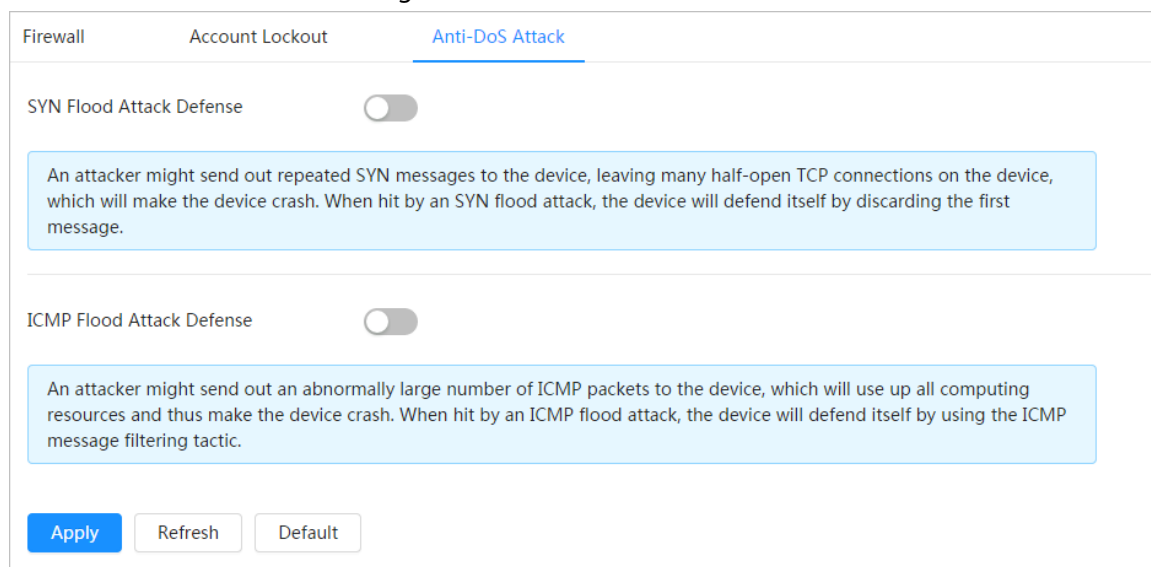 Firewall Account Lockout Anti-DoS Attack
SYN Flood Attack Defense
An attacker might send out repeated SYN messages to the device, leaving many half-open TCP connections on the device,
which will make the device crash. When hit by an SYN flood attack, the device will defend itself by discarding the first
message.
ICMP Flood Attack Defense
An attacker might send out an abnormally large number of ICMP packets to the device, which will use up all computing
resources and thus make the device crash. When hit by an ICMP flood attack, the device will defend itself by using the ICMP
message filtering tactic.
Apply Refresh Default